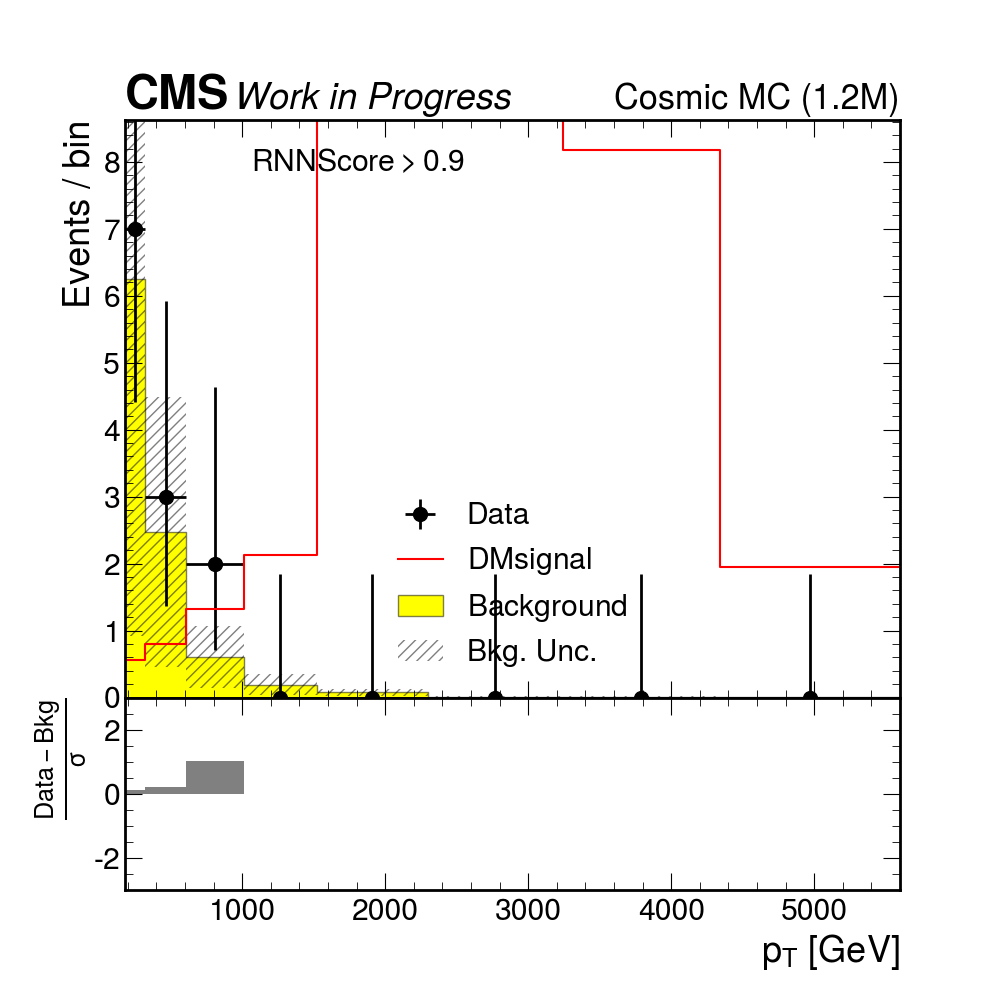 CMS Work in Progress Cosmic MC (1.2M)
Events / bin
RNNScore > 0.9
8
7
6
5
4
3
2
1
0
Data
DMsignal
Background
Bkg. Unc.
Data – Bkg
σ
2
0
-2
1000 2000 3000 4000 5000
pT [GeV]